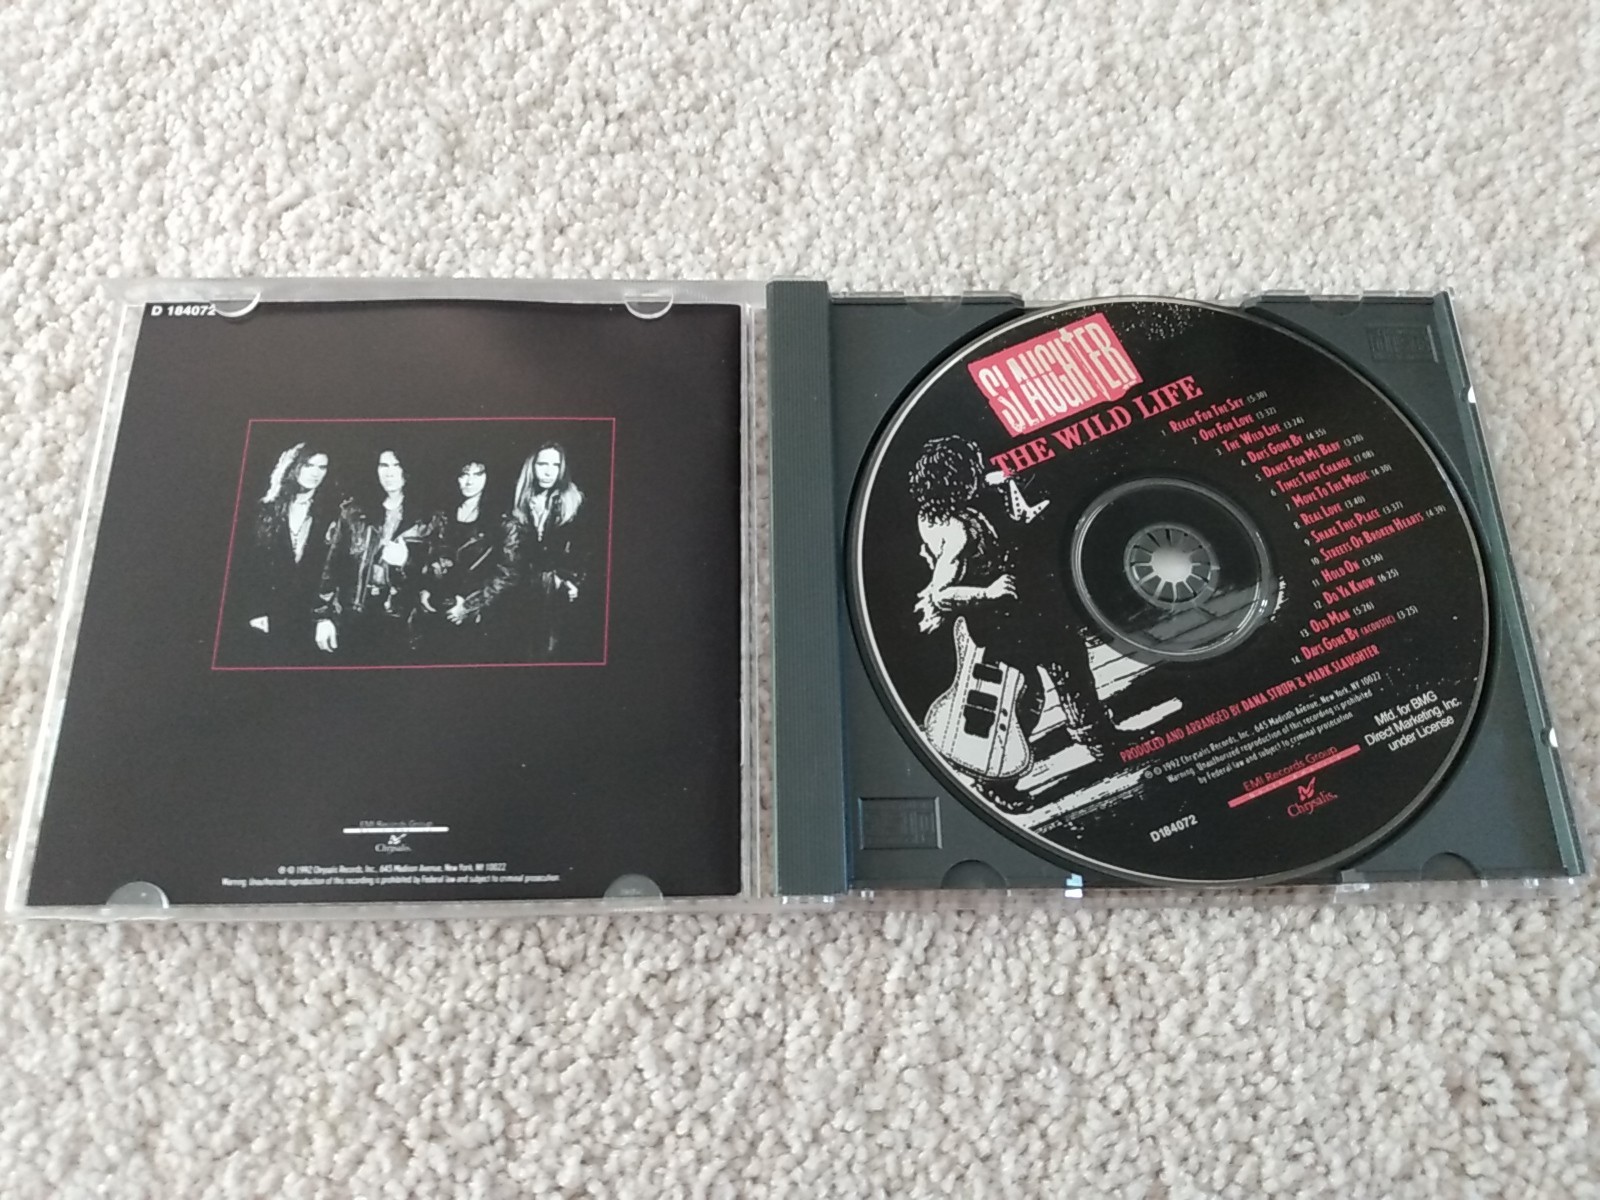 D 184072
EMI Records Group
Chrysalis.
℗ © 1992 Chrysalis Records, Inc., 645 Madison Avenue, New York, NY 10022
Warning. Unauthorized reproduction of this recording is prohibited by Federal law and subject to criminal prosecution.
SLAUGHTER
THE WILD LIFE
1. REACH FOR THE SKY (5:30)
2. OUT FOR LOVE (3:32)
3. THE WILD LIFE (3:24)
4. DAYS GONE BY (4:35)
5. DANCE FOR ME BABY (3:20)
6. TIMES THEY CHANGE (7:08)
7. MOVE TO THE MUSIC (4:30)
8. REAL LOVE (3:40)
9. SHAKE THIS PLACE (3:37)
10. STREETS OF BROKEN HEARTS (4:39)
11. HOLD ON (3:56)
12. DO YA KNOW (6:25)
13. OLD MAN (5:26)
14. DAYS GONE BY (ACOUSTIC) (3:25)
PRODUCED AND ARRANGED BY DANA STRUM & MARK SLAUGHTER
℗ © 1992 Chrysalis Records, Inc., 645 Madison Avenue, New York, NY 10022
Warning. Unauthorized reproduction of this recording is prohibited
by Federal law and subject to criminal prosecution.
Mfd. for BMG
Direct Marketing, Inc.
under License
EMI Records Group
Chrysalis.
D184072